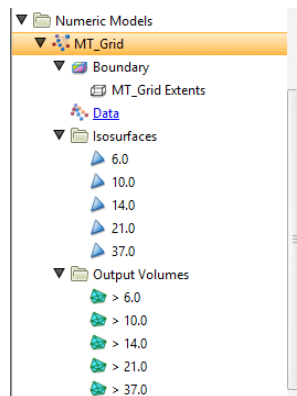 Numeric Models
MT_Grid
Boundary
MT_Grid Extents
Data
Isosurfaces
6.0
10.0
14.0
21.0
37.0
Output Volumes
> 6.0
> 10.0
> 14.0
> 21.0
> 37.0